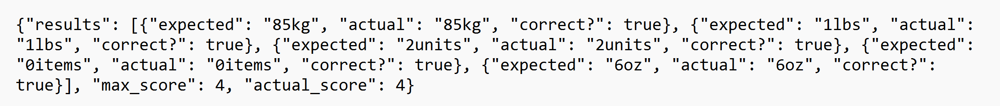 {"results": [{"expected": "85kg", "actual": "85kg", "correct?": true}, {"expected": "1lbs", "actual":
"1lbs", "correct?": true}, {"expected": "2units", "actual": "2units", "correct?": true}, {"expected":
"0items", "actual": "0items", "correct?": true}, {"expected": "6oz", "actual": "6oz", "correct?":
true}], "max_score": 4, "actual_score": 4}